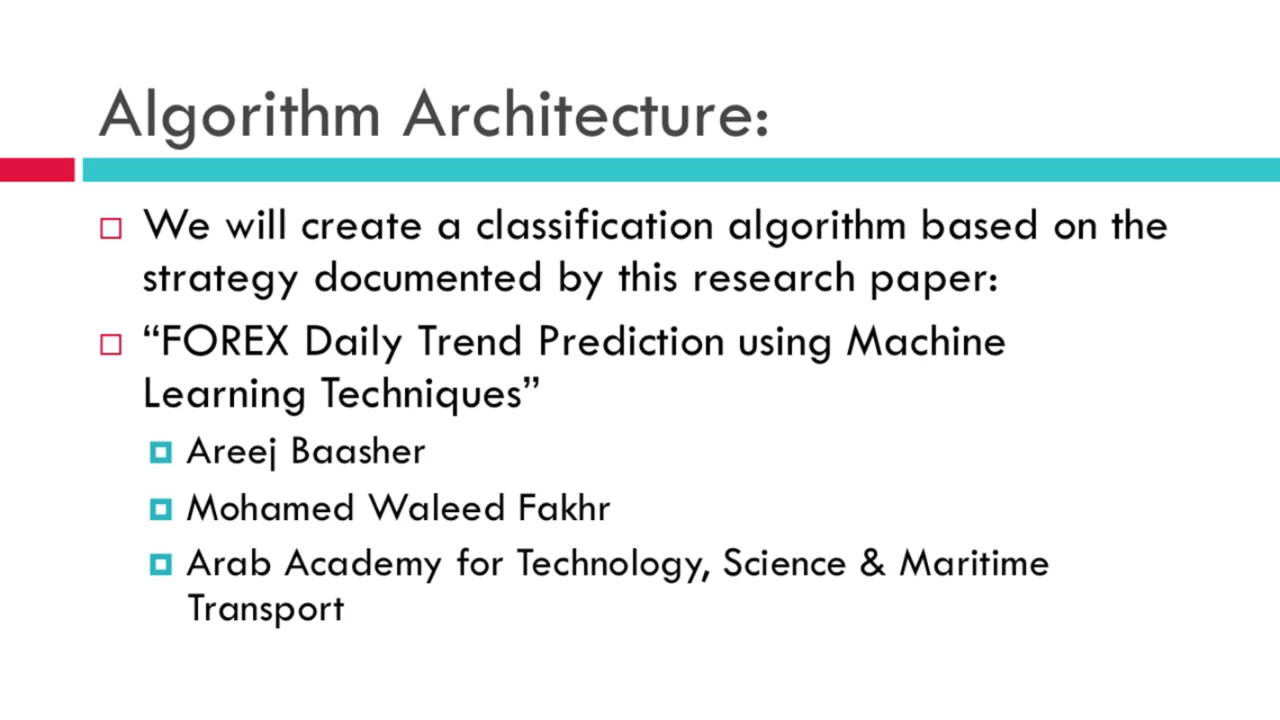 Algorithm Architecture:
We will create a classification algorithm based on the
strategy documented by this research paper:
“FOREX Daily Trend Prediction using Machine
Learning Techniques”
Areej Baasher
Mohamed Waleed Fakhr
Arab Academy for Technology, Science & Maritime
Transport